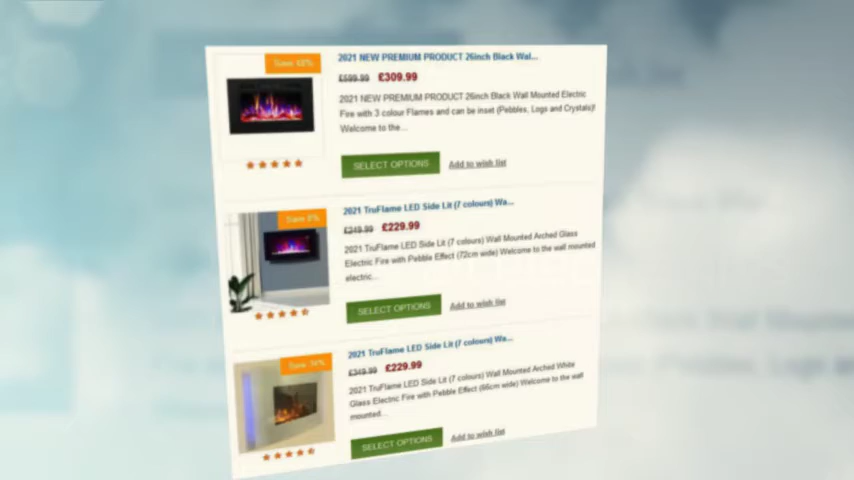 Save 48%
2021 NEW PREMIUM PRODUCT 26inch Black Wal...
£599.99 £309.99
2021 NEW PREMIUM PRODUCT 26inch Black Wall Mounted Electric
Fire with 3 colour Flames and can be inset (Pebbles, Logs and Crystals)!
Welcome to the...
SELECT OPTIONS Add to wish list
Save 8%
2021 TruFlame LED Side Lit (7 colours) Wa...
£249.99 £229.99
2021 TruFlame LED Side Lit (7 colours) Wall Mounted Arched Glass
Electric Fire with Pebble Effect (72cm wide) Welcome to the wall mounted
electric...
SELECT OPTIONS Add to wish list
Save 34%
2021 TruFlame LED Side Lit (7 colours) Wa...
£349.99 £229.99
2021 TruFlame LED Side Lit (7 colours) Wall Mounted Arched White
Glass Electric Fire with Pebble Effect (66cm wide) Welcome to the wall
mounted...
SELECT OPTIONS Add to wish list